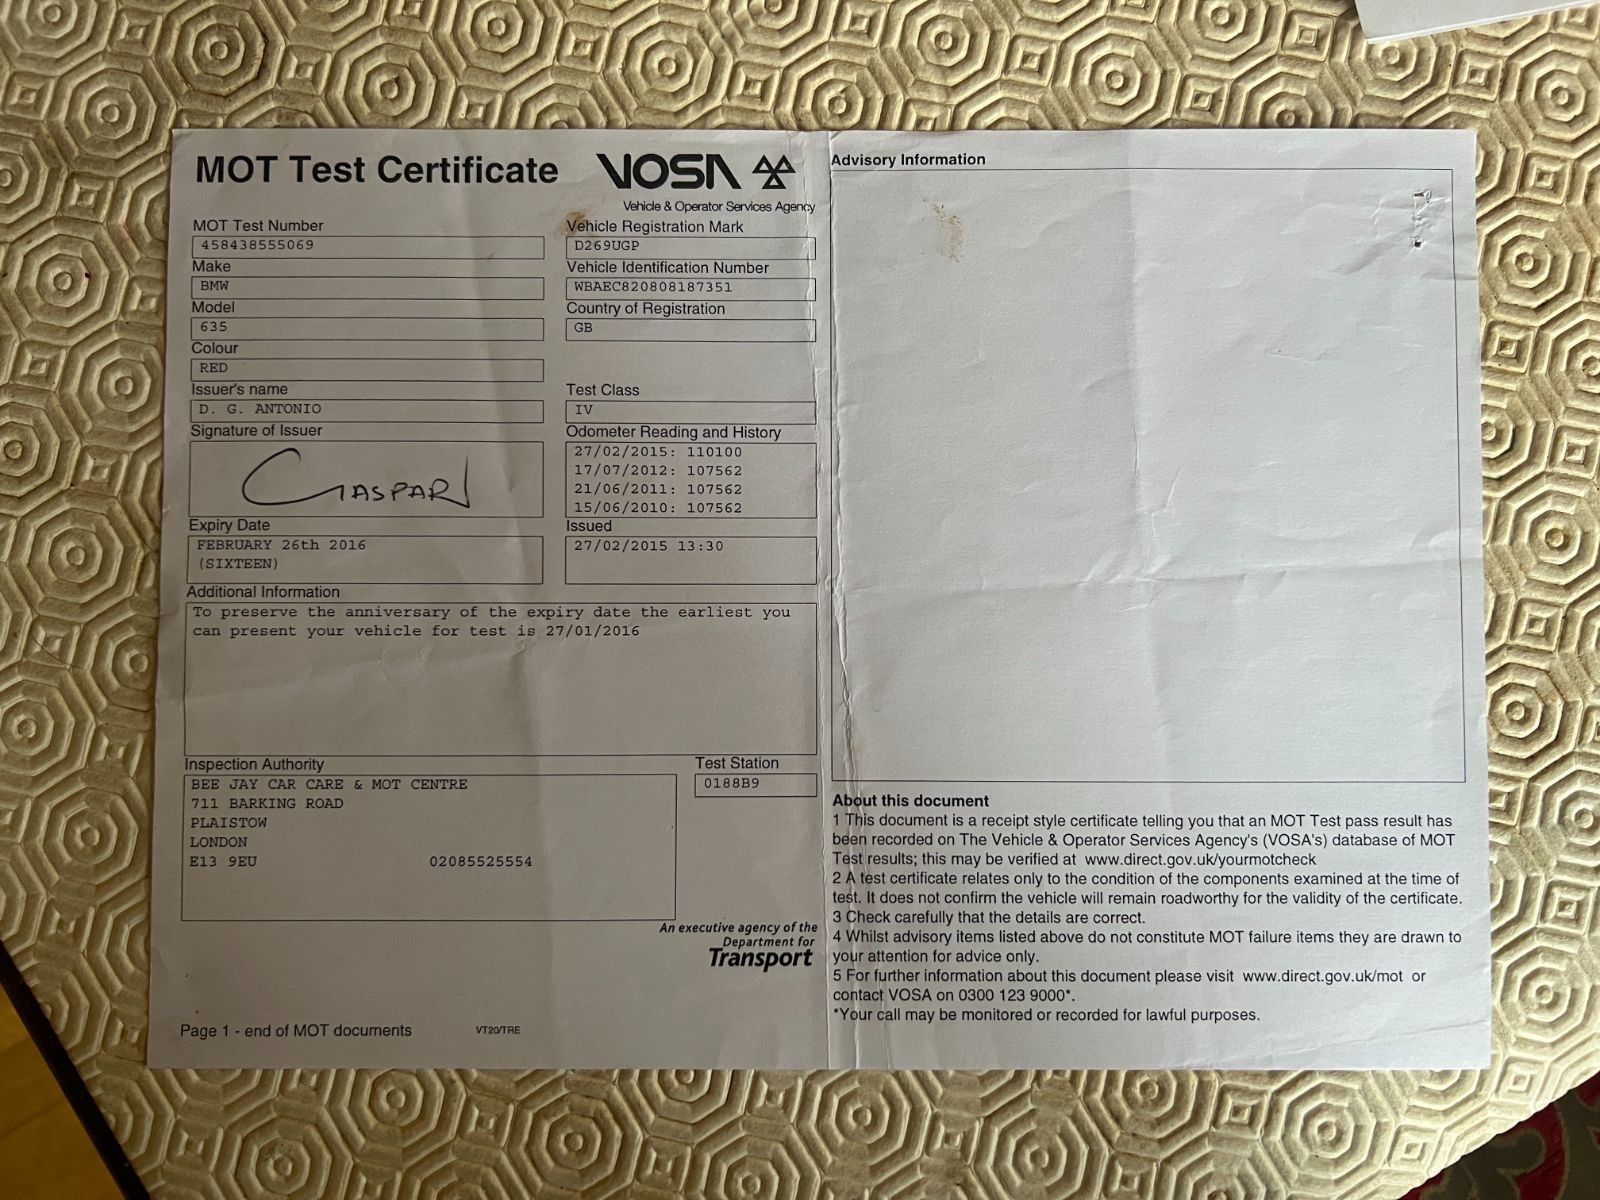 MOT Test Certificate
VOSA
Vehicle & Operator Services Agency
MOT Test Number
458438555069
Vehicle Registration Mark
D269UGP
Make
BMW
Vehicle Identification Number
WBAEC820808187351
Model
635
Country of Registration
GB
Colour
RED
Issuer's name
D. G. ANTONIO
Test Class
IV
Signature of Issuer
GASPAR
Odometer Reading and History
27/02/2015: 110100
17/07/2012: 107562
21/06/2011: 107562
15/06/2010: 107562
Expiry Date
FEBRUARY 26th 2016
(SIXTEEN)
Issued
27/02/2015 13:30
Additional Information
To preserve the anniversary of the expiry date the earliest you
can present your vehicle for test is 27/01/2016
Inspection Authority
BEE JAY CAR CARE & MOT CENTRE
711 BARKING ROAD
PLAISTOW
LONDON
E13 9EU 02085525554
Test Station
0188B9
An executive agency of the
Department for
Transport
Page 1 - end of MOT documents
VT20/TRE
Advisory Information
About this document
1 This document is a receipt style certificate telling you that an MOT Test pass result has
been recorded on The Vehicle & Operator Services Agency's (VOSA's) database of MOT
Test results; this may be verified at www.direct.gov.uk/yourmotcheck
2 A test certificate relates only to the condition of the components examined at the time of
test. It does not confirm the vehicle will remain roadworthy for the validity of the certificate.
3 Check carefully that the details are correct.
4 Whilst advisory items listed above do not constitute MOT failure items they are drawn to
your attention for advice only.
5 For further information about this document please visit www.direct.gov.uk/mot or
contact VOSA on 0300 123 9000*.
*Your call may be monitored or recorded for lawful purposes.